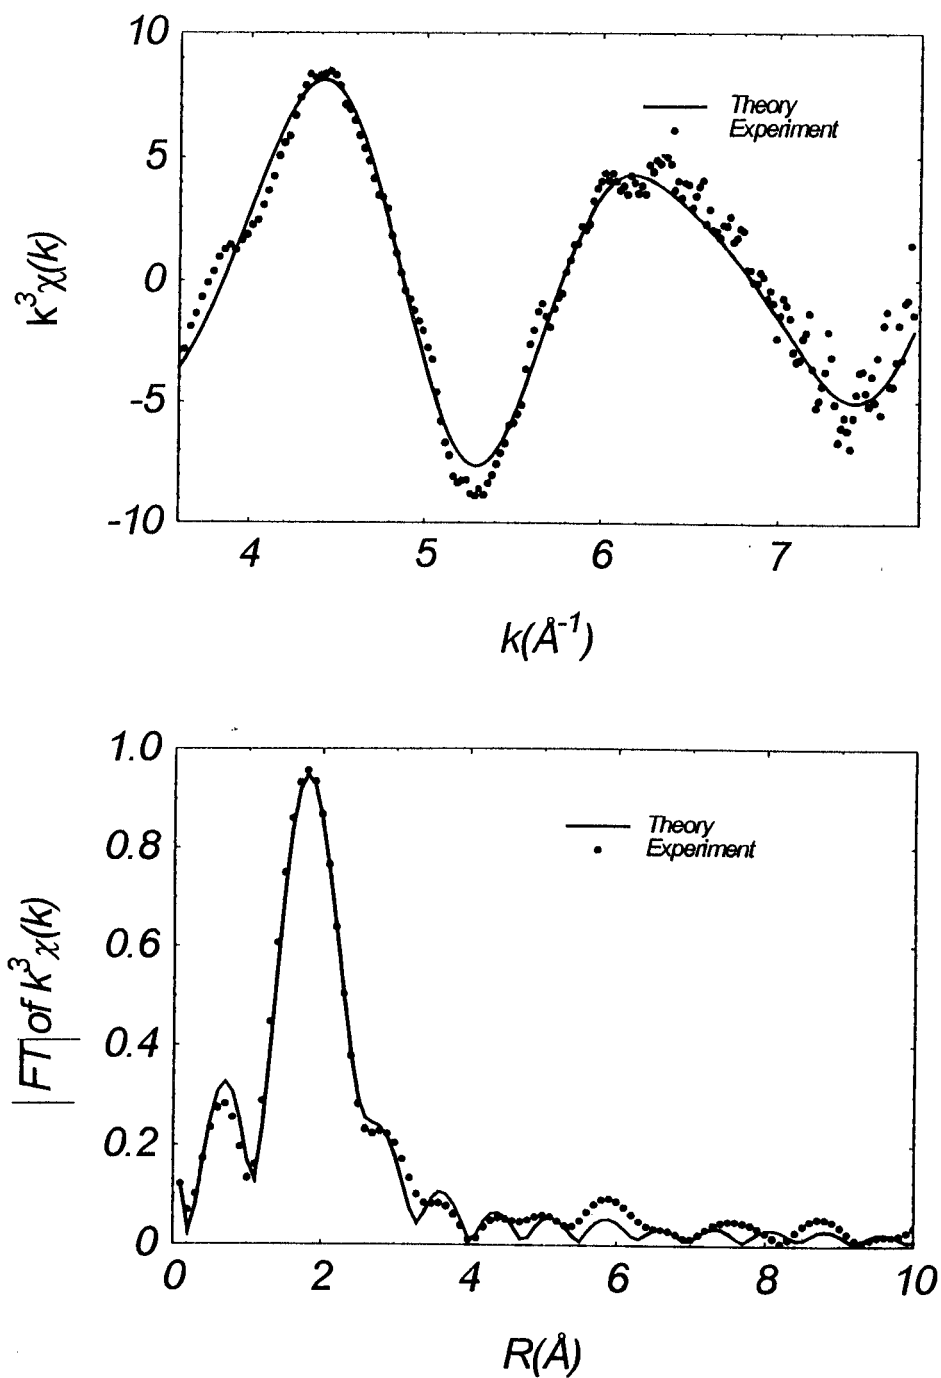 10
5
0
-5
-10
k³χ(k)
Theory
Experiment
4 5 6 7
k(Å⁻¹)
1.0
0.8
0.6
0.4
0.2
0
|FT| of k³χ(k)
Theory
Experiment
0 2 4 6 8 10
R(Å)